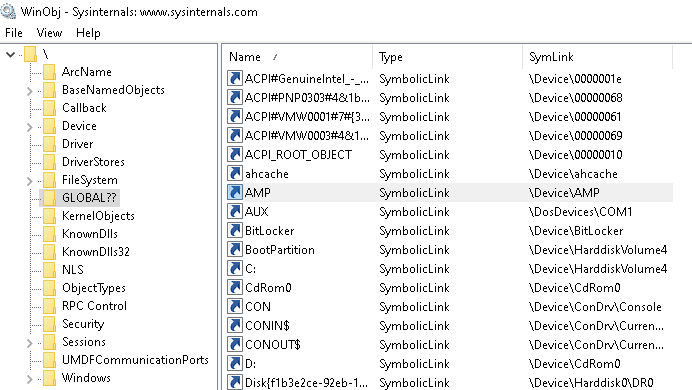 WinObj - Sysinternals: www.sysinternals.com
File View Help
\
ArcName
BaseNamedObjects
Callback
Device
Driver
DriverStores
FileSystem
GLOBAL??
KernelObjects
KnownDlls
KnownDlls32
NLS
ObjectTypes
RPC Control
Security
Sessions
UMDFCommunicationPorts
Windows
Name Type SymLink
ACPI#GenuineIntel_-_... SymbolicLink \Device\0000001e
ACPI#PNP0303#4&1b... SymbolicLink \Device\00000068
ACPI#VMW0001#7#{3... SymbolicLink \Device\00000061
ACPI#VMW0003#4&1... SymbolicLink \Device\00000069
ACPI_ROOT_OBJECT SymbolicLink \Device\00000010
ahcache SymbolicLink \Device\ahcache
AMP SymbolicLink \Device\AMP
AUX SymbolicLink \DosDevices\COM1
BitLocker SymbolicLink \Device\BitLocker
BootPartition SymbolicLink \Device\HarddiskVolume4
C: SymbolicLink \Device\HarddiskVolume4
CdRom0 SymbolicLink \Device\CdRom0
CON SymbolicLink \Device\ConDrv\Console
CONIN$ SymbolicLink \Device\ConDrv\Curren...
CONOUT$ SymbolicLink \Device\ConDrv\Curren...
D: SymbolicLink \Device\CdRom0
Disk{f1b3e2ce-92eb-1... SymbolicLink \Device\Harddisk0\DR0